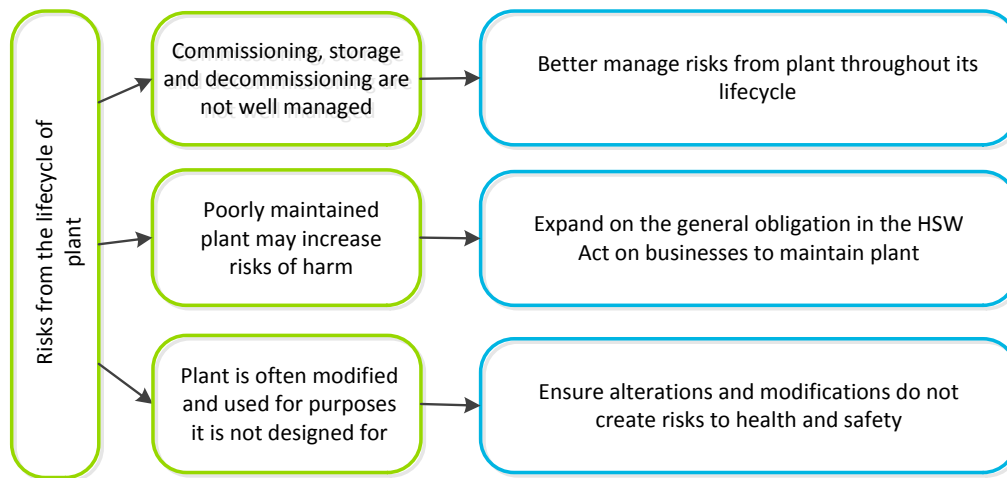 Risks from the lifecycle of
plant
Commissioning, storage
and decommissioning are
not well managed
Better manage risks from plant throughout its
lifecycle
Poorly maintained
plant may increase
risks of harm
Expand on the general obligation in the HSW
Act on businesses to maintain plant
Plant is often modified
and used for purposes
it is not designed for
Ensure alterations and modifications do not
create risks to health and safety